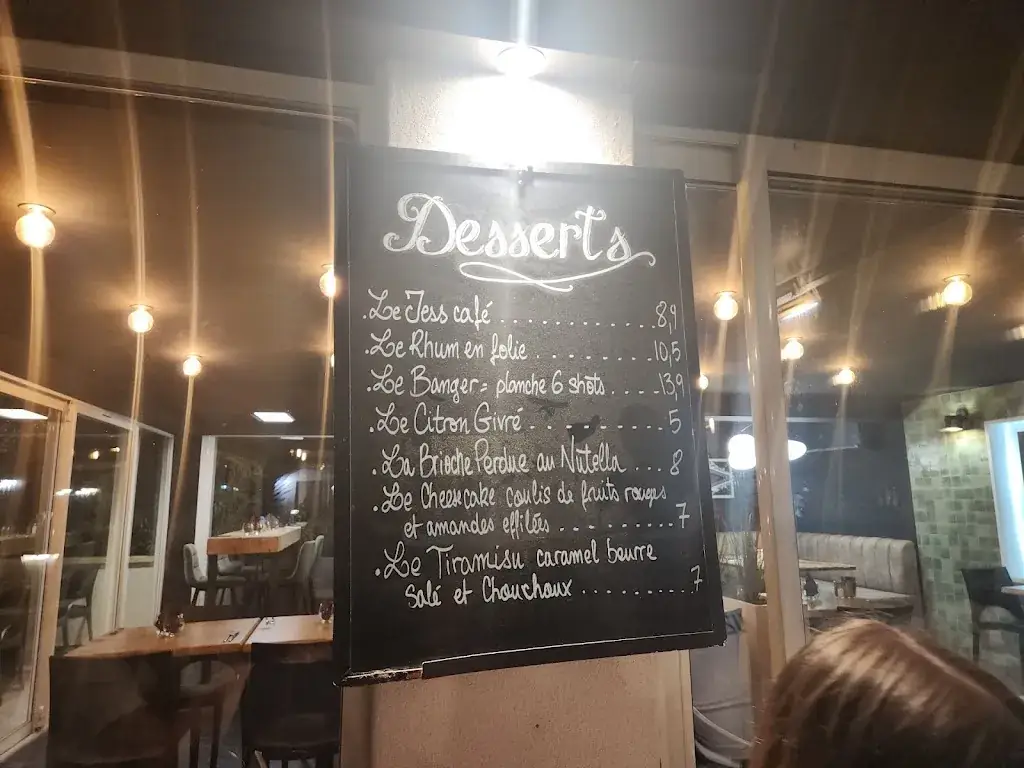 Desserts
.Le Jess café.............8,9
.Le Rhum en folie.........10,5
.Le Banger= planche 6 shots.....13,9
.Le Citron Givré..........5
.La Brioche Perdue au Nutella...8
.Le Cheesecake coulis de fruits rouges
et amandes effilées.........7
.Le Tiramisu caramel beurre
salé et Chouchoux.........7